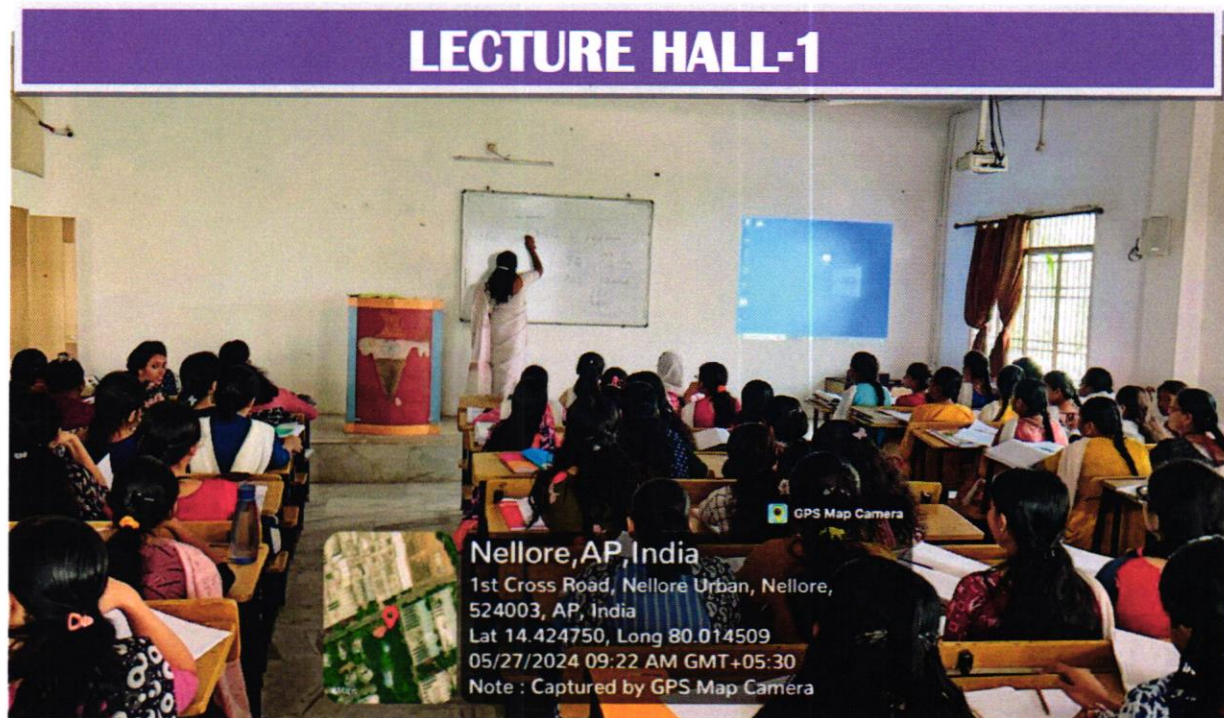 LECTURE HALL-1
GPS Map Camera
Nellore,AP,India
1st Cross Road, Nellore Urban, Nellore,
524003, AP, India
Lat 14.424750, Long 80.014509
05/27/2024 09:22 AM GMT+05:30
Note : Captured by GPS Map Camera